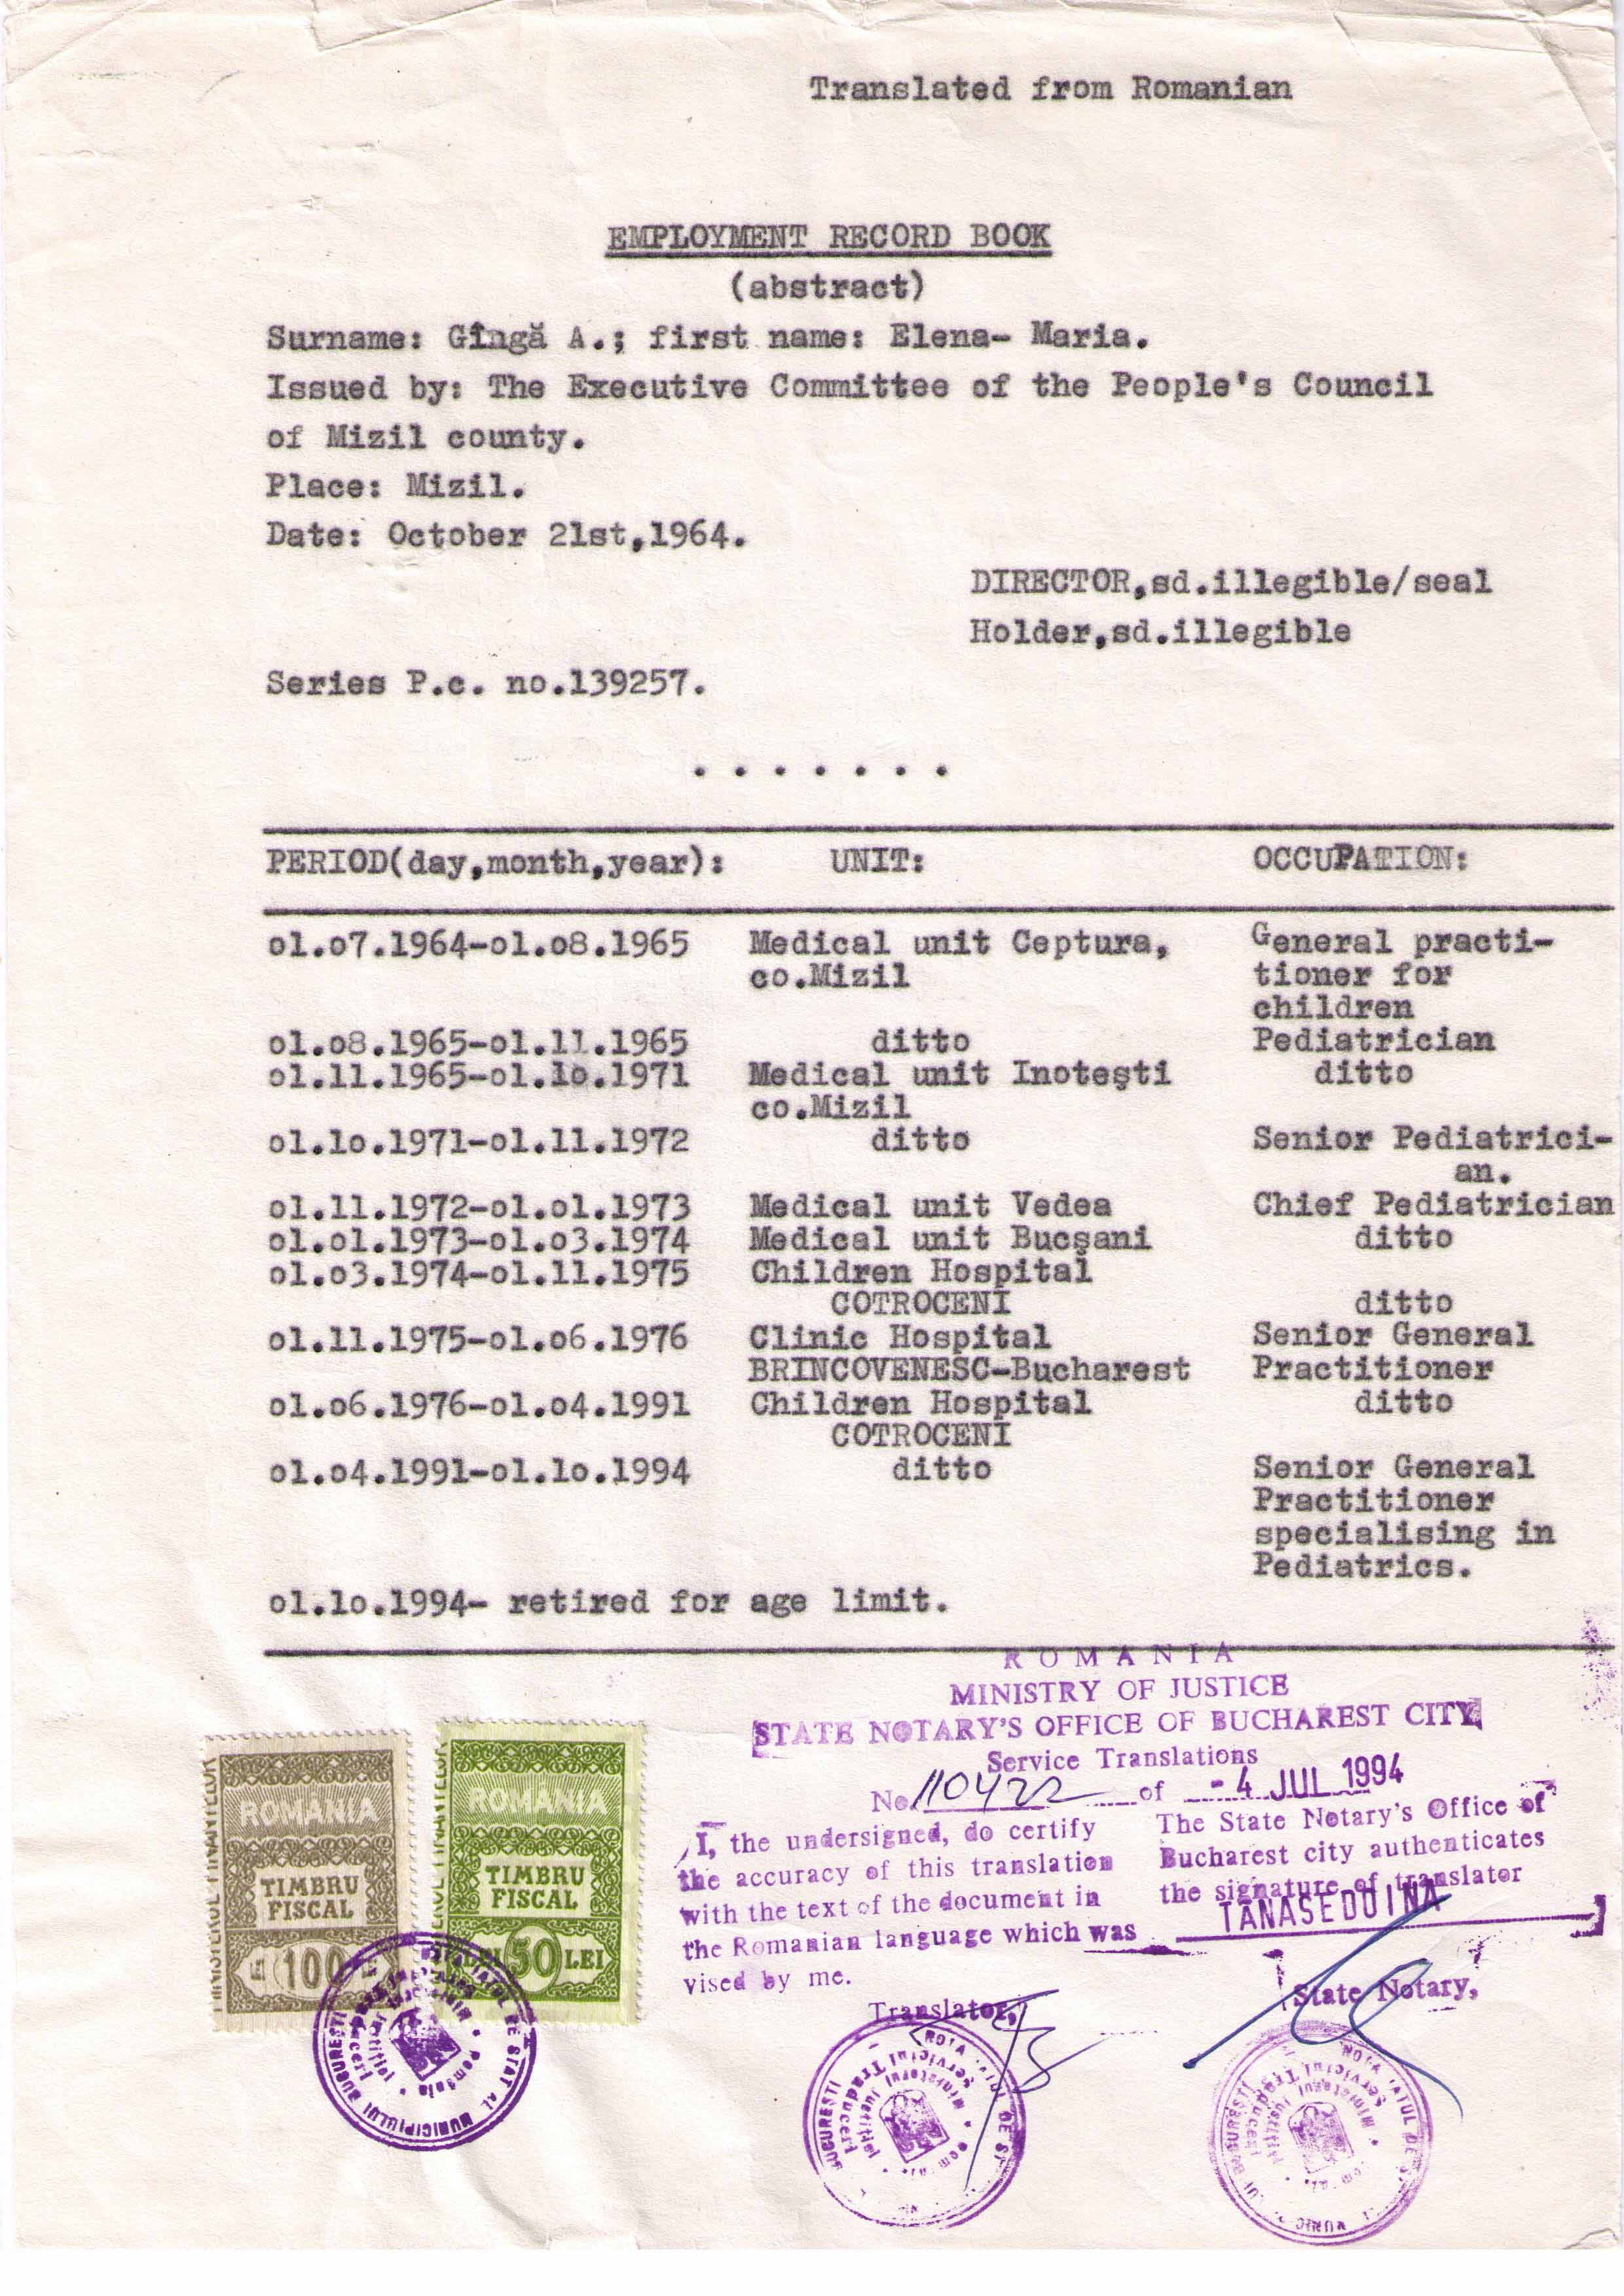 Translated from Romanian
EMPLOYMENT RECORD BOOK
(abstract)
Surname: Gîngă A.; first name: Elena- Maria.
Issued by: The Executive Committee of the People's Council
of Mizil county.
Place: Mizil.
Date: October 21st,1964.
DIRECTOR,sd.illegible/seal
Holder,sd.illegible
Series P.c. no.139257.
.......
PERIOD(day,month,year): UNIT: OCCUPATION:
o1.o7.1964-o1.o8.1965 Medical unit Ceptura, General practi-
co.Mizil tioner for
children
o1.o8.1965-o1.11.1965 ditto Pediatrician
o1.11.1965-o1.1o.1971 Medical unit Inoteşti ditto
co.Mizil
o1.1o.1971-o1.11.1972 ditto Senior Pediatrici-
an.
o1.11.1972-o1.o1.1973 Medical unit Vedea Chief Pediatrician
o1.o1.1973-o1.o3.1974 Medical unit Bucşani ditto
o1.o3.1974-o1.11.1975 Children Hospital
COTROCENI ditto
o1.11.1975-o1.o6.1976 Clinic Hospital Senior General
BRINCOVENESC-Bucharest Practitioner
o1.o6.1976-o1.o4.1991 Children Hospital ditto
COTROCENI
o1.o4.1991-o1.1o.1994 ditto Senior General
Practitioner
specialising in
Pediatrics.
o1.1o.1994- retired for age limit.
ROMANIA
MINISTRY OF JUSTICE
STATE NOTARY'S OFFICE OF BUCHAREST CITY
Service Translations
No 110422 of - 4 JUL 1994
I, the undersigned, do certify
the accuracy of this translation
with the text of the document in
the Romanian language which was
vised by me.
Translator,
The State Notary's Office of
Bucharest city authenticates
the signature of translator
TANASE DOINA
State Notary,
ROMÂNIA
TIMBRU
FISCAL
LEI 100
ROMÂNIA
TIMBRU
FISCAL
50 LEI